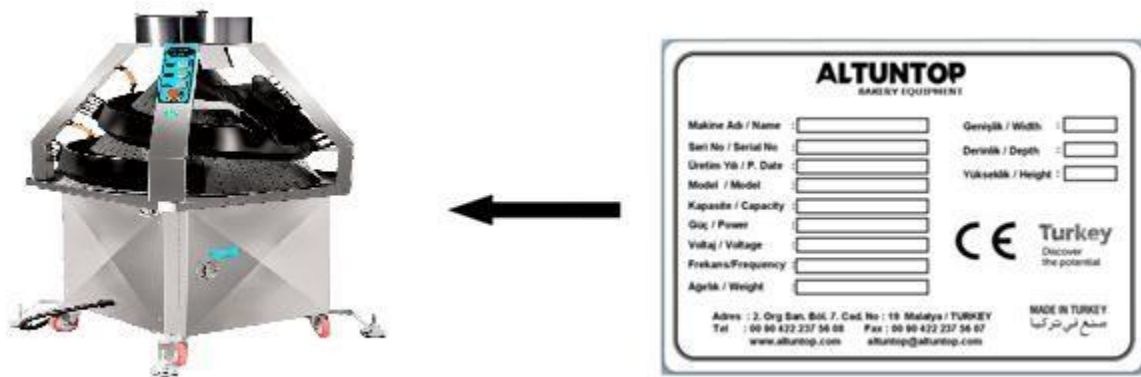 ALTUNTOP
BAKERY EQUIPMENT
Makine Adı / Name :
Seri No / Serial No :
Üretim Yılı / P. Date :
Model / Model :
Kapasite / Capacity :
Güç / Power :
Voltaj / Voltage :
Frekans/Frequency :
Ağırlık / Weight :
Genişlik / Width :
Derinlik / Depth :
Yükseklik / Height :
CE
Turkey
Discover
the potential
Adres : 2. Org San. Böl. 7. Cad. No : 19 Malatya / TURKEY
Tel : 00 90 422 237 56 08 Fax : 00 90 422 237 56 07
www.altuntop.com altuntop@altuntop.com
MADE IN TURKEY
صنع في تركيا